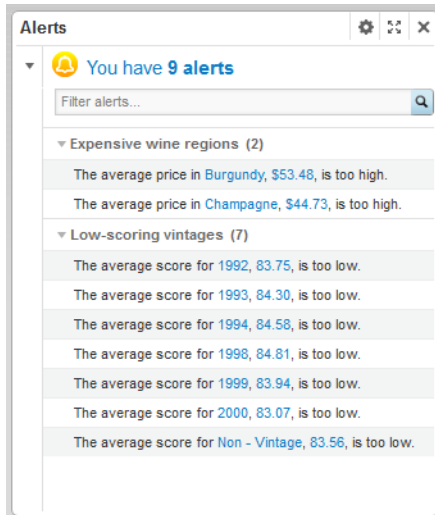 Alerts
You have 9 alerts
Filter alerts...
Expensive wine regions (2)
The average price in Burgundy, $53.48, is too high.
The average price in Champagne, $44.73, is too high.
Low-scoring vintages (7)
The average score for 1992, 83.75, is too low.
The average score for 1993, 84.30, is too low.
The average score for 1994, 84.58, is too low.
The average score for 1998, 84.81, is too low.
The average score for 1999, 83.94, is too low.
The average score for 2000, 83.07, is too low.
The average score for Non - Vintage, 83.56, is too low.